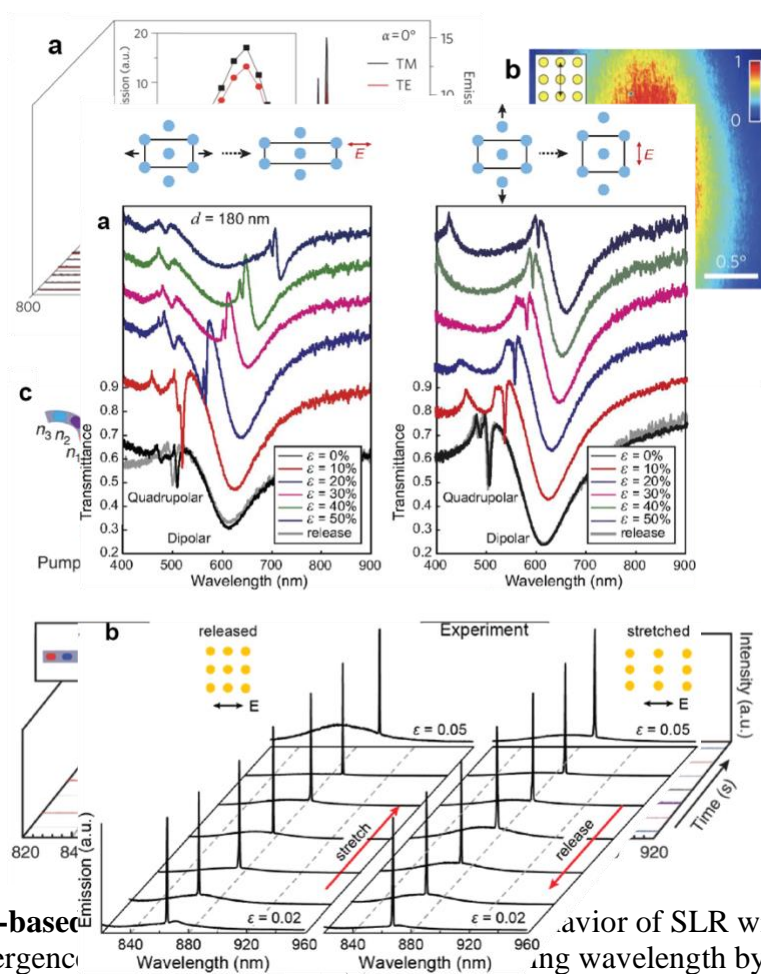 a
20
15
10
Emission (a.u.)
α=0°
TM
TE
15
10
b
1
0
0.5°
800
E
E
a
d = 180 nm
0.9
0.8
0.7
0.6
0.5
0.4
0.3
0.2
Transmittance
Quadrupolar
Dipolar
ε = 0%
ε = 10%
ε = 20%
ε = 30%
ε = 40%
ε = 50%
release
400 500 600 700 800 900
Wavelength (nm)
0.9
0.8
0.7
0.6
0.5
0.4
0.3
0.2
Transmittance
Quadrupolar
Dipolar
ε = 0%
ε = 10%
ε = 20%
ε = 30%
ε = 40%
ε = 50%
release
400 500 600 700 800 900
Wavelength (nm)
c
n3 n2
Pump
b
released
Experiment
stretched
E
E
ε = 0.05
ε = 0.05
stretch
release
ε = 0.02
ε = 0.02
Emission (a.u.)
840 880 920 960
Wavelength (nm)
840 880 920 960
Wavelength (nm)
Intensity (a.u.)
Time (s)
820
920
-based
avior of SLR w
ergence
ng wavelength by